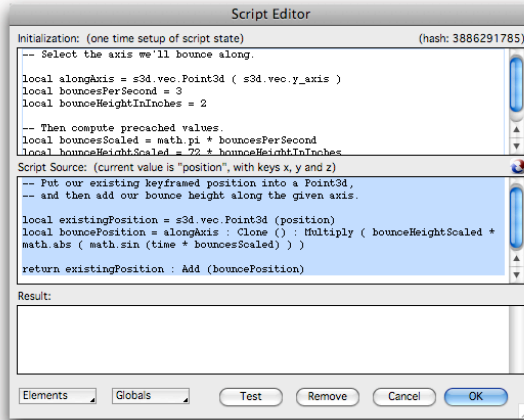 Script Editor
Initialization: (one time setup of script state) (hash: 3886291785)
-- Select the axis we'll bounce along.
local alongAxis = s3d.vec.Point3d ( s3d.vec.y_axis )
local bouncesPerSecond = 3
local bounceHeightInInches = 2
-- Then compute precached values.
local bouncesScaled = math.pi * bouncesPerSecond
local bounceHeightScaled = 72 * bounceHeightInInches
Script Source: (current value is "position", with keys x, y and z)
-- Put our existing keyframed position into a Point3d,
-- and then add our bounce height along the given axis.
local existingPosition = s3d.vec.Point3d (position)
local bouncePosition = alongAxis : Clone () : Multiply ( bounceHeightScaled *
math.abs ( math.sin (time * bouncesScaled) ) )
return existingPosition : Add (bouncePosition)
Result:
Elements Globals Test Remove Cancel OK